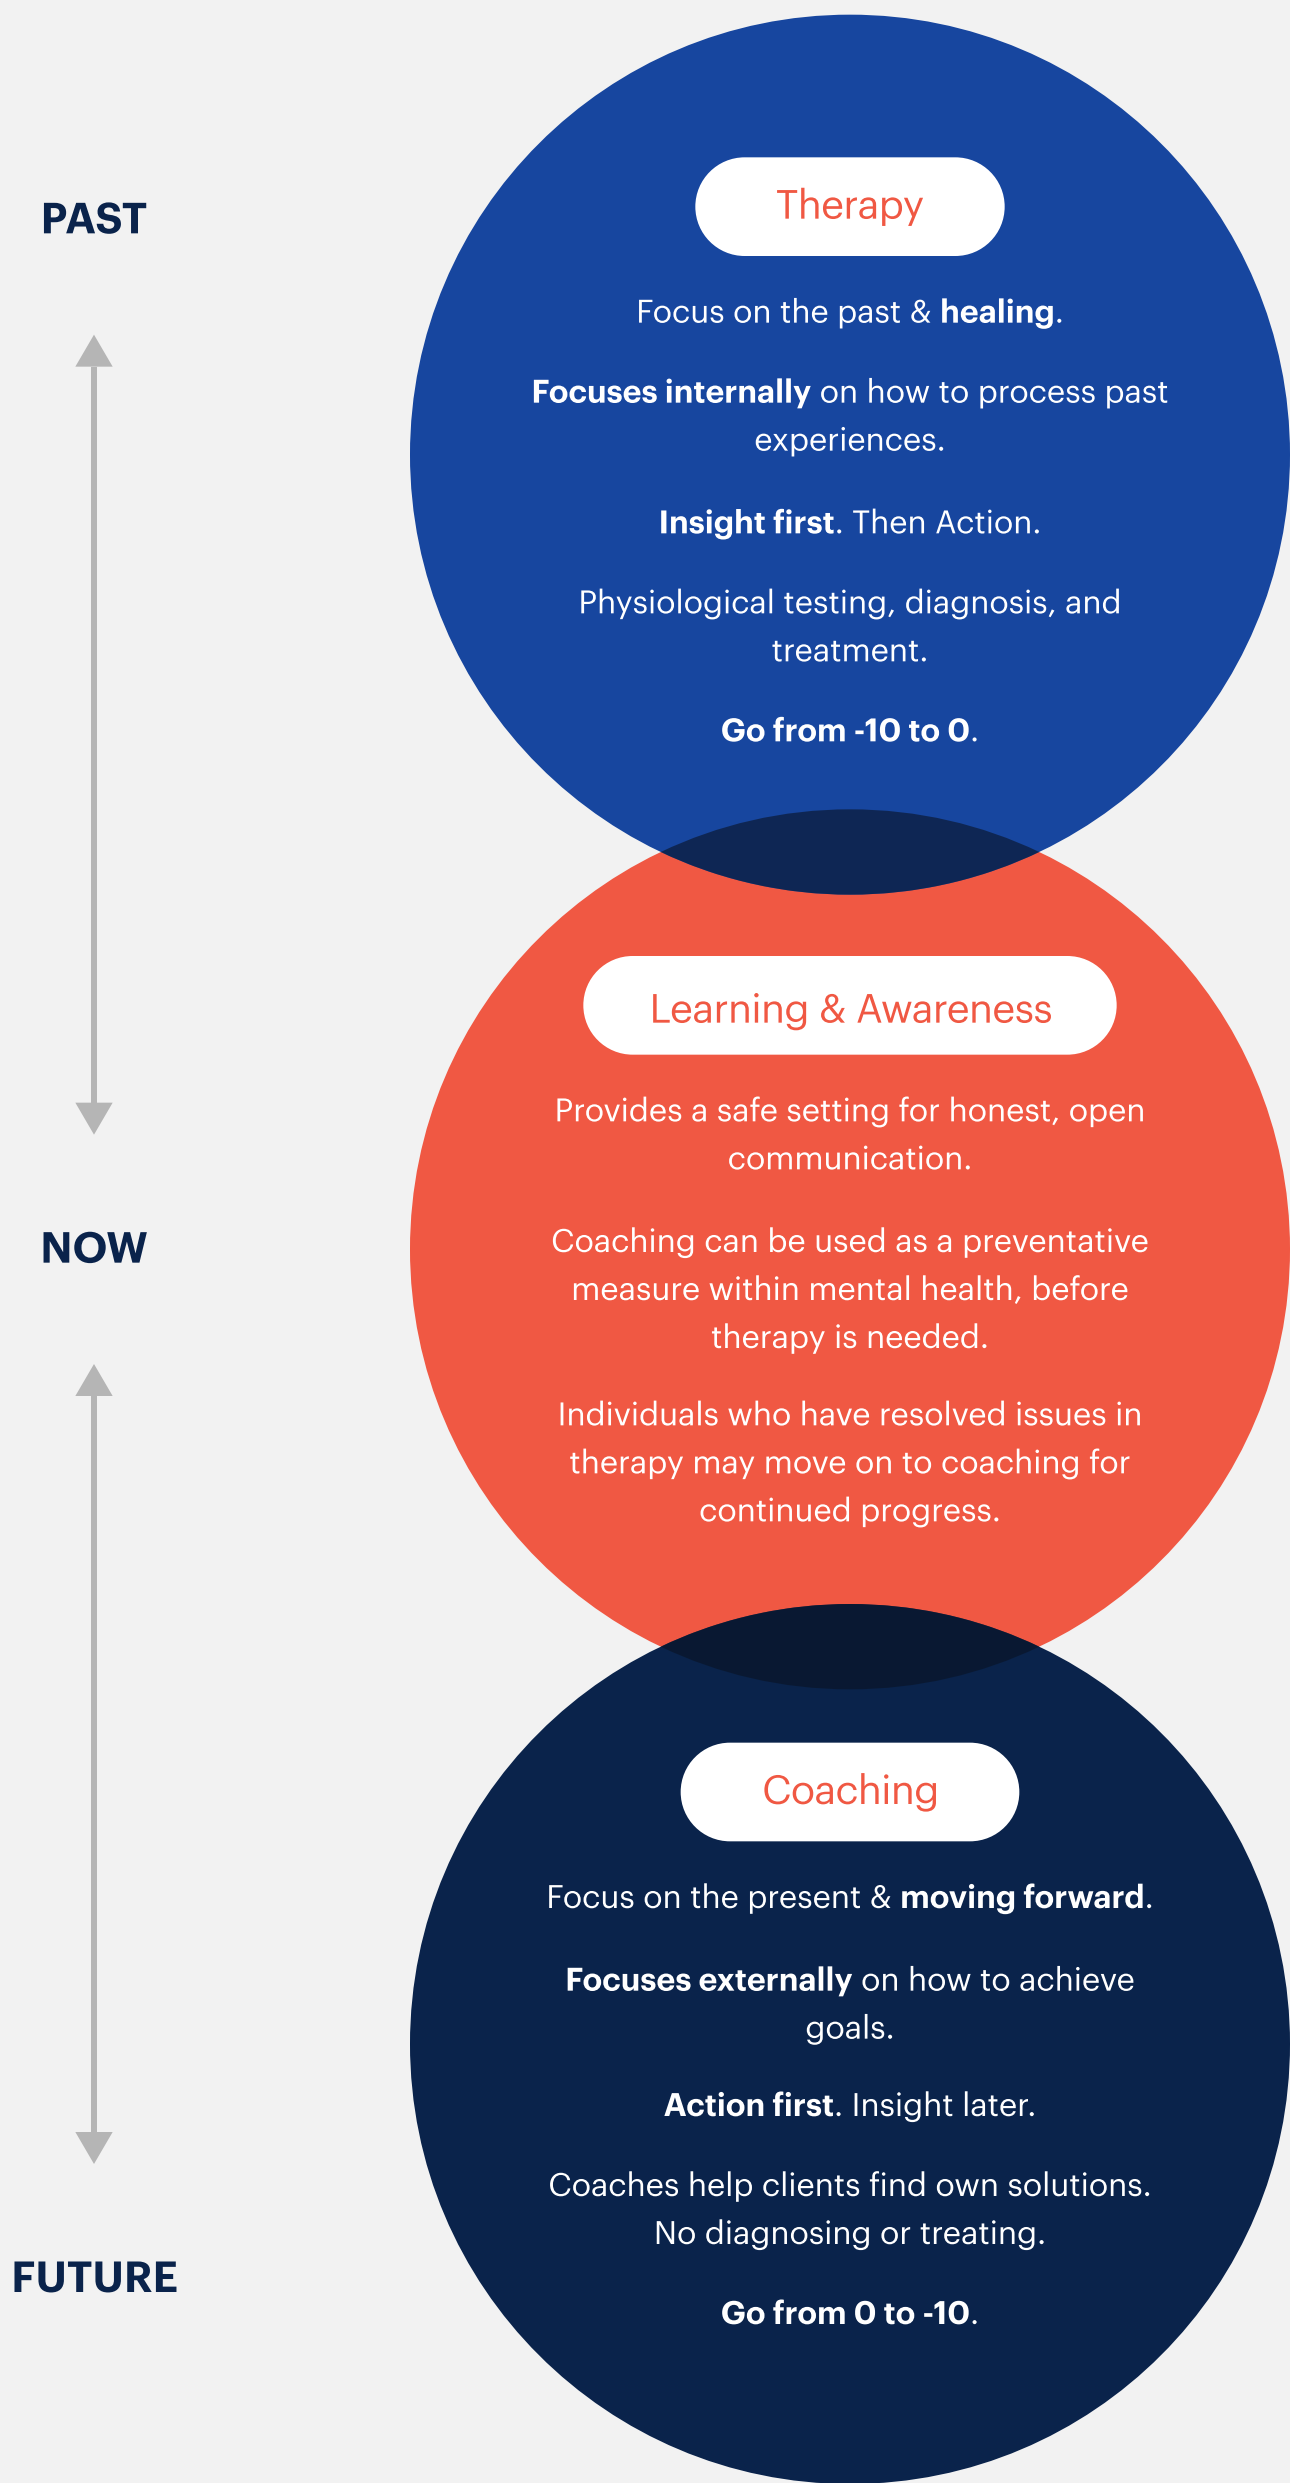 PAST
Therapy
Focus on the past & healing.
Focuses internally on how to process past
experiences.
Insight first. Then Action.
Physiological testing, diagnosis, and
treatment.
Go from -10 to 0.
NOW
Learning & Awareness
Provides a safe setting for honest, open
communication.
Coaching can be used as a preventative
measure within mental health, before
therapy is needed.
Individuals who have resolved issues in
therapy may move on to coaching for
continued progress.
FUTURE
Coaching
Focus on the present & moving forward.
Focuses externally on how to achieve
goals.
Action first. Insight later.
Coaches help clients find own solutions.
No diagnosing or treating.
Go from 0 to -10.